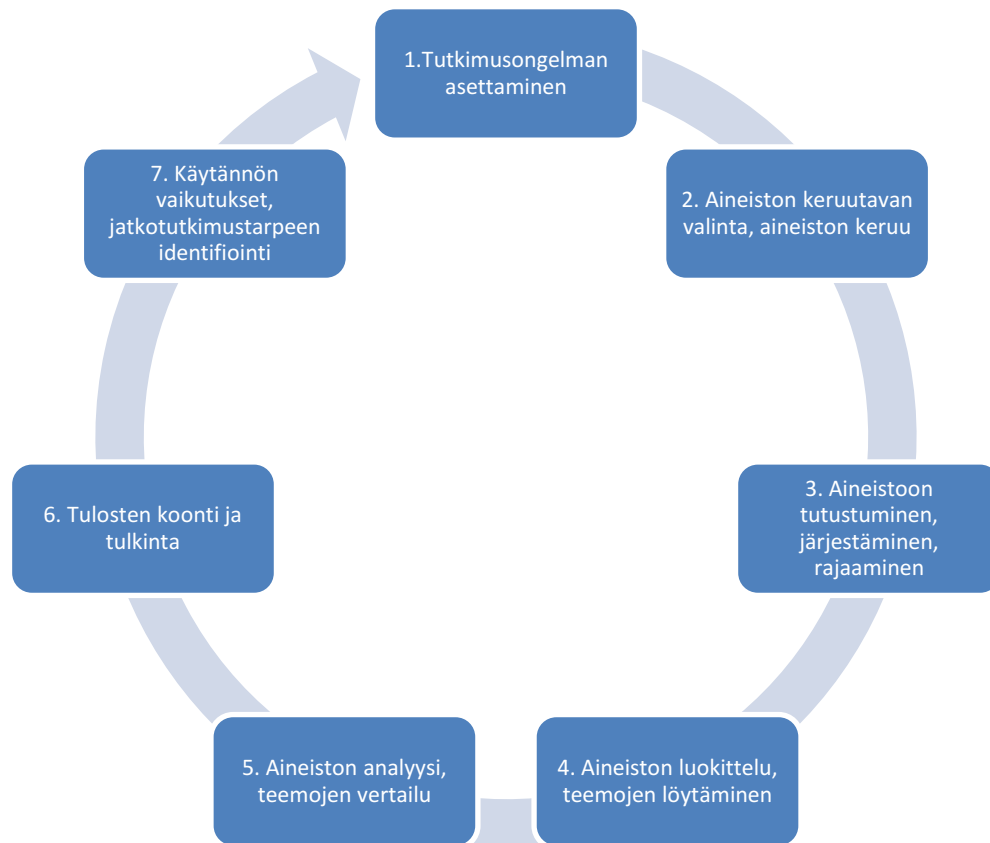 1.Tutkimusongelman
asettaminen
2. Aineiston keruutavan
valinta, aineiston keruu
3. Aineistoon
tutustuminen,
järjestäminen,
rajaaminen
4. Aineiston luokittelu,
teemojen löytäminen
5. Aineiston analyysi,
teemojen vertailu
6. Tulosten koonti ja
tulkinta
7. Käytännön
vaikutukset,
jatkotutkimustarpeen
identifiointi